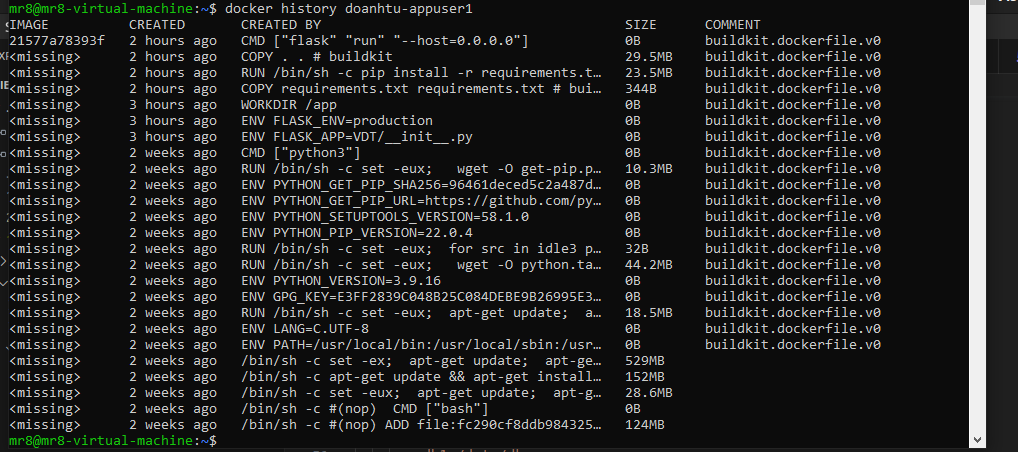 mr8@mr8-virtual-machine:~$ docker history doanhtu-appuser1
IMAGE CREATED CREATED BY SIZE COMMENT
21577a78393f 2 hours ago CMD ["flask" "run" "--host=0.0.0.0"] 0B buildkit.dockerfile.v0
<missing> 2 hours ago COPY . . # buildkit 29.5MB buildkit.dockerfile.v0
<missing> 2 hours ago RUN /bin/sh -c pip install -r requirements.t… 23.5MB buildkit.dockerfile.v0
<missing> 2 hours ago COPY requirements.txt requirements.txt # bui… 344B buildkit.dockerfile.v0
<missing> 3 hours ago WORKDIR /app 0B buildkit.dockerfile.v0
<missing> 3 hours ago ENV FLASK_ENV=production 0B buildkit.dockerfile.v0
<missing> 3 hours ago ENV FLASK_APP=VDT/__init__.py 0B buildkit.dockerfile.v0
<missing> 2 weeks ago CMD ["python3"] 0B buildkit.dockerfile.v0
<missing> 2 weeks ago RUN /bin/sh -c set -eux; wget -O get-pip.p… 10.3MB buildkit.dockerfile.v0
<missing> 2 weeks ago ENV PYTHON_GET_PIP_SHA256=96461deced5c2a487d… 0B buildkit.dockerfile.v0
<missing> 2 weeks ago ENV PYTHON_GET_PIP_URL=https://github.com/py… 0B buildkit.dockerfile.v0
<missing> 2 weeks ago ENV PYTHON_SETUPTOOLS_VERSION=58.1.0 0B buildkit.dockerfile.v0
<missing> 2 weeks ago ENV PYTHON_PIP_VERSION=22.0.4 0B buildkit.dockerfile.v0
<missing> 2 weeks ago RUN /bin/sh -c set -eux; for src in idle3 p… 32B buildkit.dockerfile.v0
<missing> 2 weeks ago RUN /bin/sh -c set -eux; wget -O python.ta… 44.2MB buildkit.dockerfile.v0
<missing> 2 weeks ago ENV PYTHON_VERSION=3.9.16 0B buildkit.dockerfile.v0
<missing> 2 weeks ago ENV GPG_KEY=E3FF2839C048B25C084DEBE9B26995E3… 0B buildkit.dockerfile.v0
<missing> 2 weeks ago RUN /bin/sh -c set -eux; apt-get update; a… 18.5MB buildkit.dockerfile.v0
<missing> 2 weeks ago ENV LANG=C.UTF-8 0B buildkit.dockerfile.v0
<missing> 2 weeks ago ENV PATH=/usr/local/bin:/usr/local/sbin:/usr… 0B buildkit.dockerfile.v0
<missing> 2 weeks ago /bin/sh -c set -ex; apt-get update; apt-ge… 529MB
<missing> 2 weeks ago /bin/sh -c apt-get update && apt-get install… 152MB
<missing> 2 weeks ago /bin/sh -c set -eux; apt-get update; apt-g… 28.6MB
<missing> 2 weeks ago /bin/sh -c #(nop) CMD ["bash"] 0B
<missing> 2 weeks ago /bin/sh -c #(nop) ADD file:fc290cf8ddb984325… 124MB
mr8@mr8-virtual-machine:~$